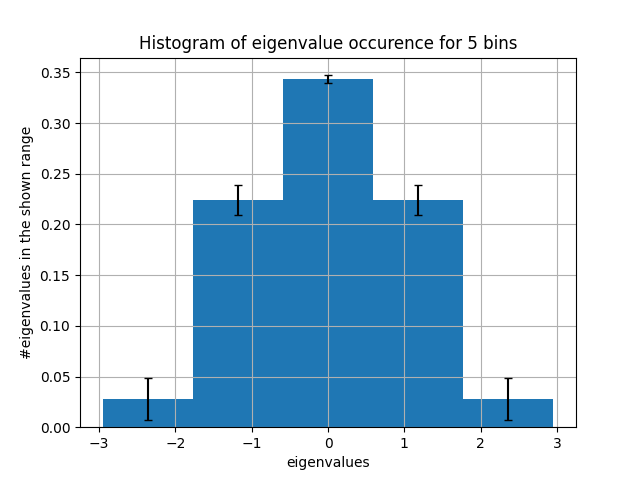 Histogram of eigenvalue occurence for 5 bins
#eigenvalues in the shown range
0.35
0.30
0.25
0.20
0.15
0.10
0.05
0.00
−3 −2 −1 0 1 2 3
eigenvalues